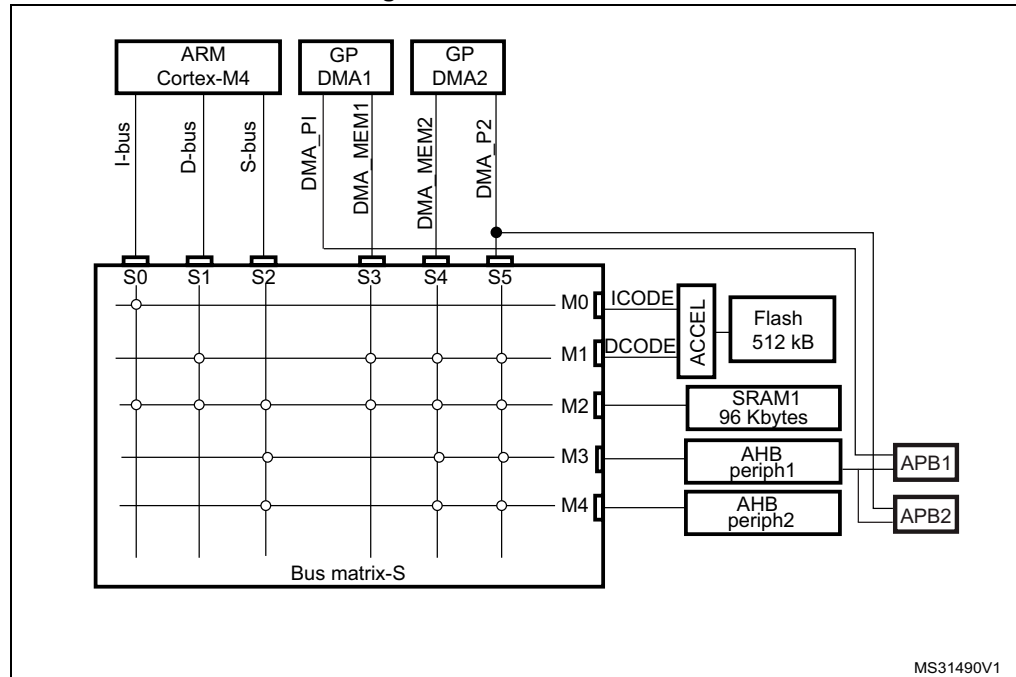 ARM
Cortex-M4
GP
DMA1
GP
DMA2
I-bus
D-bus
S-bus
DMA_PI
DMA_MEM1
DMA_MEM2
DMA_P2
S0 S1 S2 S3 S4 S5
M0
ICODE
M1
DCODE
ACCEL
Flash
512 kB
M2
SRAM1
96 Kbytes
M3
AHB
periph1
APB1
M4
AHB
periph2
APB2
Bus matrix-S
MS31490V1